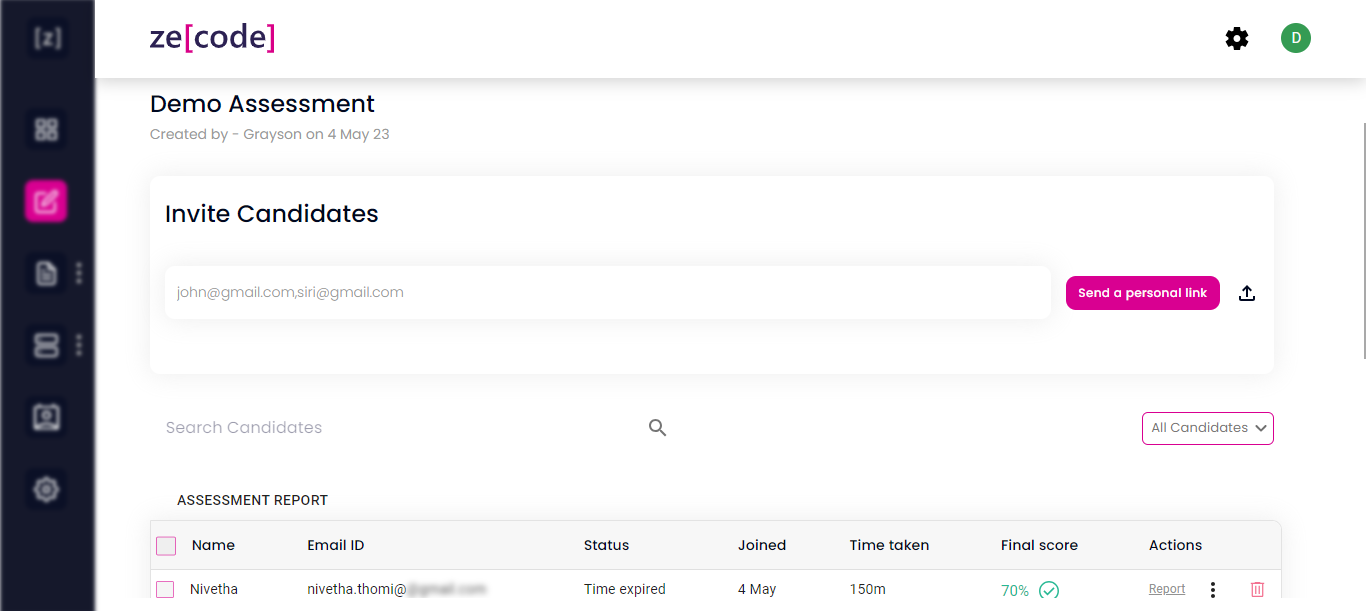 [z]
ze[code]
D
Demo Assessment
Created by - Grayson on 4 May 23
Invite Candidates
john@gmail.com,siri@gmail.com
Send a personal link
Search Candidates
All Candidates
ASSESSMENT REPORT
Name Email ID Status Joined Time taken Final score Actions
Nivetha nivetha.thomi@ Time expired 4 May 150m 70% Report